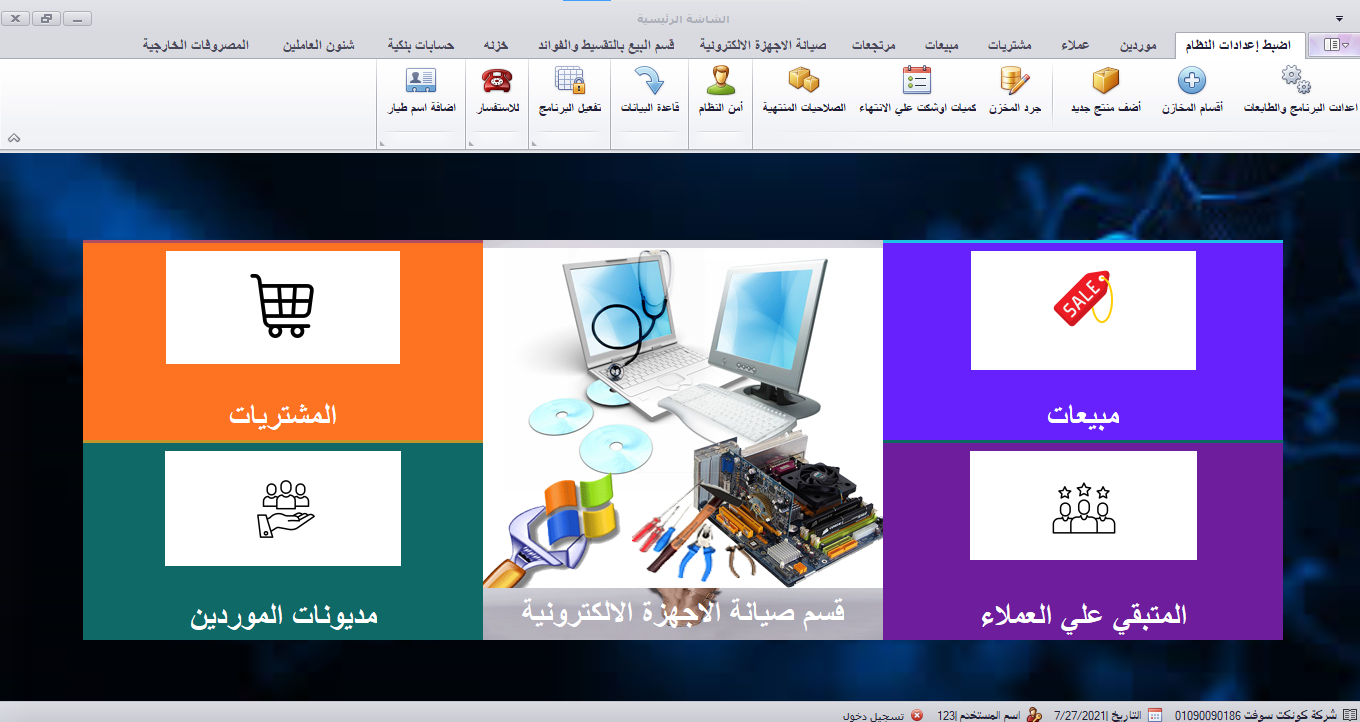 الشاشة الرئيسية
اضبط إعدادات النظام
موردين
عملاء
مشتريات
مبيعات
مرتجعات
صيانة الاجهزة الالكترونية
قسم البيع بالتقسيط والفوائد
خزنه
حسابات بنكية
شئون العاملين
المصروفات الخارجية
اعدادت البرنامج والطابعات
أقسام المخازن
أضف منتج جديد
جرد المخزن
كميات اوشكت علي الانتهاء
الصلاحيات المنتهية
أمن النظام
قاعدة البيانات
تفعيل البرنامج
للاستفسار
اضافة اسم طيار
SALE
مبيعات
المشتريات
المتبقي علي العملاء
قسم صيانة الاجهزة الالكترونية
مديونات الموردين
شركة كونكت سوفت 01090090186
التاريخ |7/27/2021
اسم المستخدم |123
تسجيل دخول